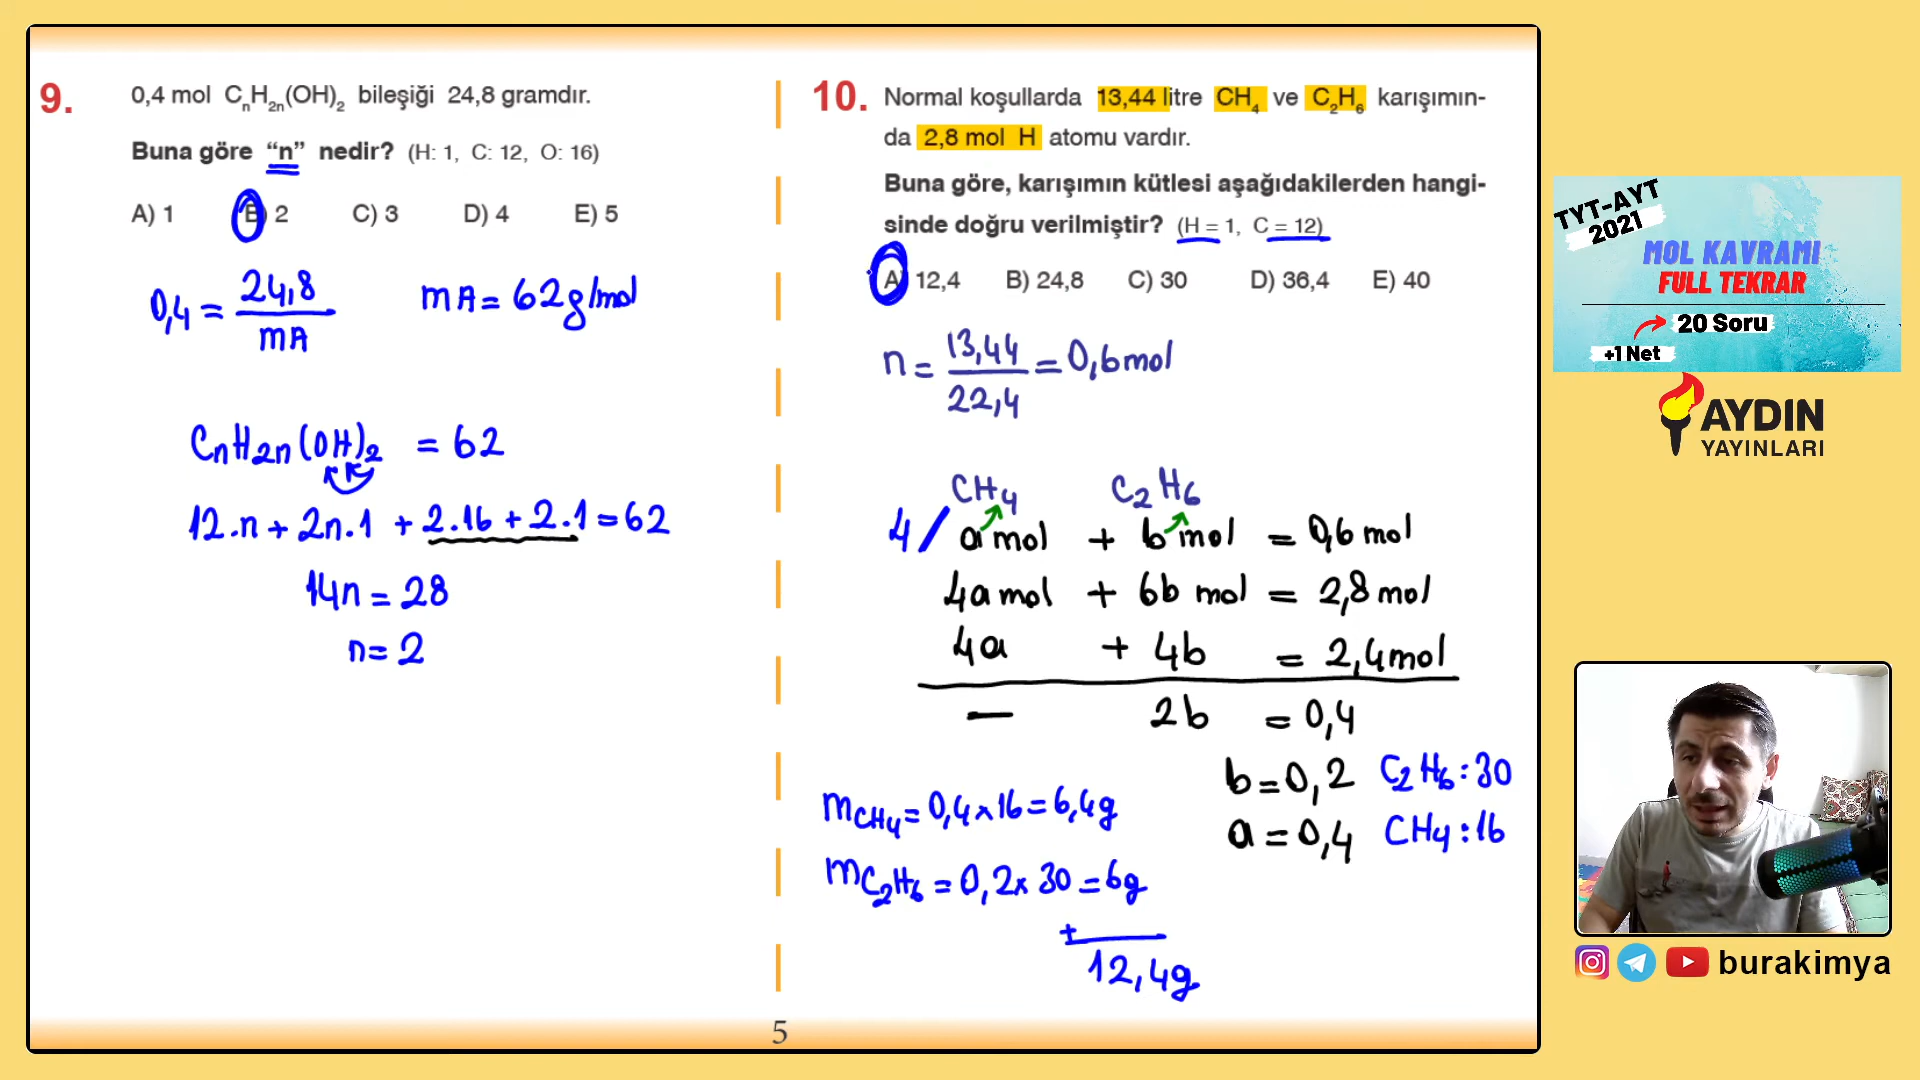 9.
0,4 mol CnH2n(OH)2 bileşiği 24,8 gramdır.
Buna göre “n” nedir? (H: 1, C: 12, O: 16)
A) 1 B) 2 C) 3 D) 4 E) 5
0,4 = 24,8 / mA
mA = 62 g/mol
CnH2n(OH)2 = 62
12.n + 2n.1 + 2.16 + 2.1 = 62
14n = 28
n = 2
10. Normal koşullarda 13,44 litre CH4 ve C2H6 karışımın-
da 2,8 mol H atomu vardır.
Buna göre, karışımın kütlesi aşağıdakilerden hangi-
sinde doğru verilmiştir? (H = 1, C = 12)
A) 12,4 B) 24,8 C) 30 D) 36,4 E) 40
n = 13,44 / 22,4 = 0,6 mol
CH4 C2H6
4/ a mol + b mol = 0,6 mol
4a mol + 6b mol = 2,8 mol
4a + 4b = 2,4 mol
— 2b = 0,4
b = 0,2 C2H6 : 30
a = 0,4 CH4 : 16
mCH4 = 0,4 x 16 = 6,4g
mC2H6 = 0,2 x 30 = 6g
+
12,4g
5
TYT-AYT
2021
MOL KAVRAMI
FULL TEKRAR
20 Soru
+1 Net
AYDIN
YAYINLARI
burakimya